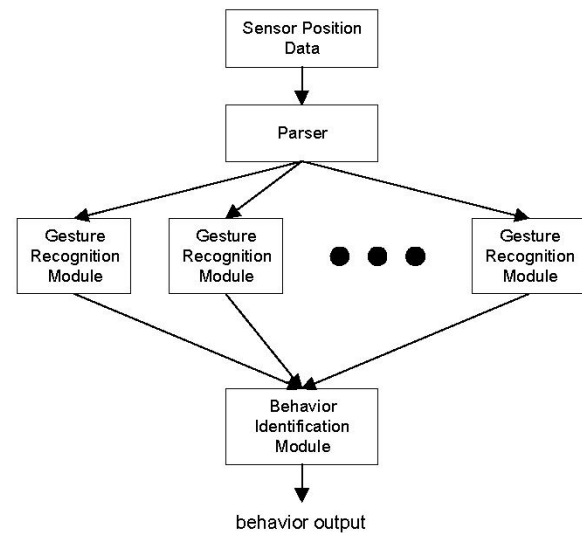 Sensor Position
Data
Parser
Gesture
Recognition
Module
Gesture
Recognition
Module
Gesture
Recognition
Module
Behavior
Identification
Module
behavior output